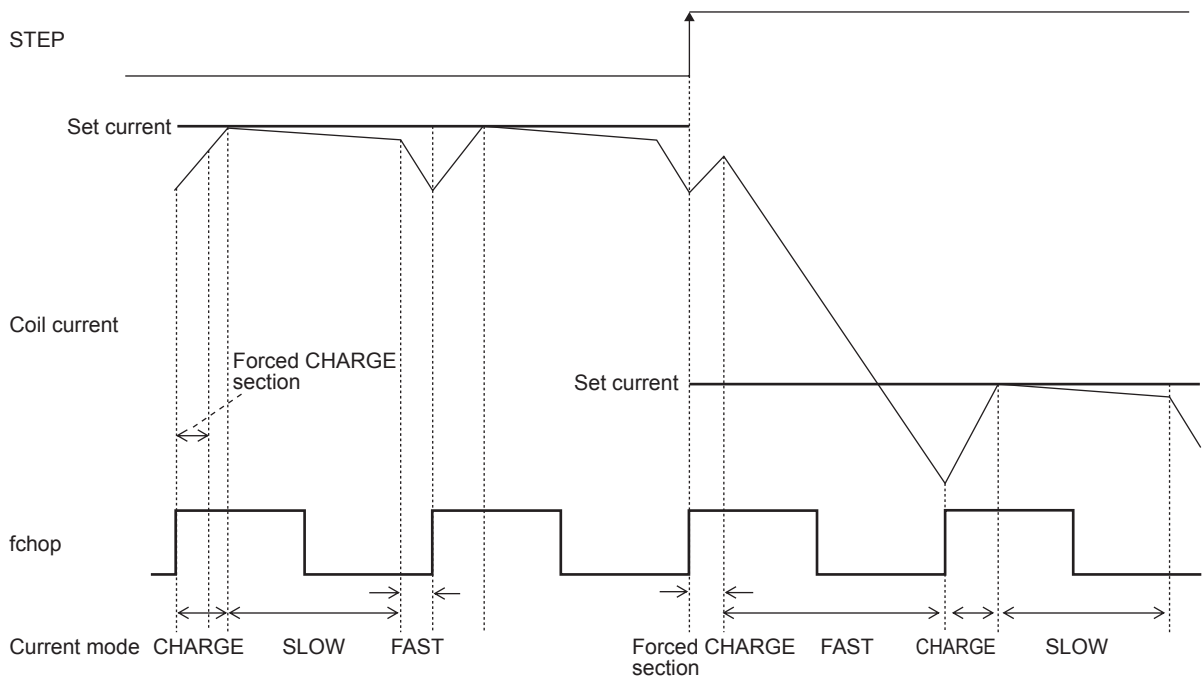 STEP
Set current
Coil current
Forced CHARGE
section
Set current
fchop
Current mode CHARGE SLOW FAST Forced CHARGE FAST CHARGE SLOW
section